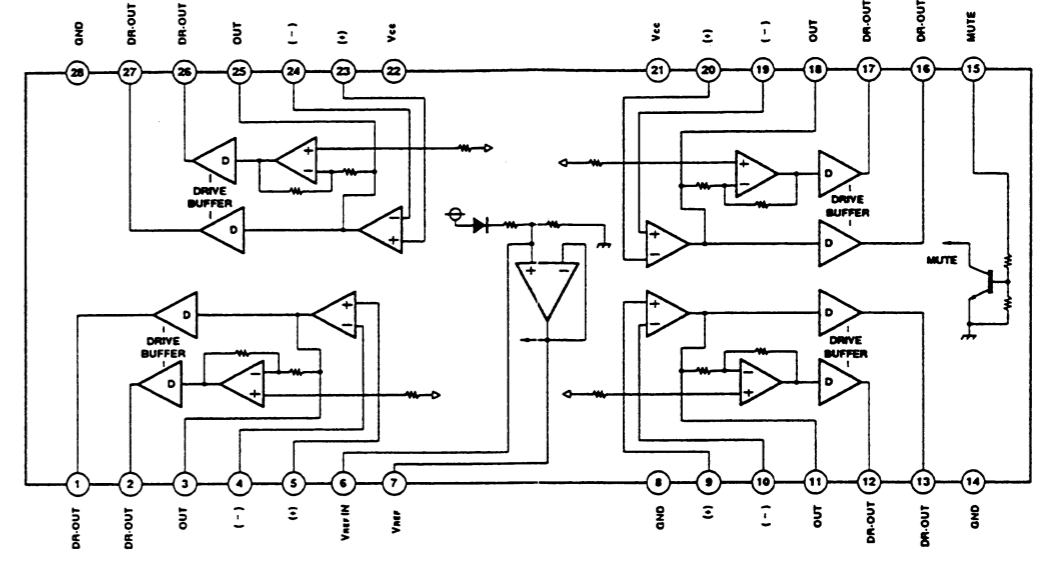 GND DR-OUT DR-OUT OUT (-) (+) Vcc Vcc (+) (-) OUT DR-OUT DR-OUT MUTE
28 27 26 25 24 23 22 21 20 19 18 17 16 15
+ +
D - - D
DRIVE
BUFFER
DRIVE
BUFFER
D - + D
+ -
MUTE
+ -
D + + D
- -
DRIVE
BUFFER
DRIVE
BUFFER
D - - D
+ +
1 2 3 4 5 6 7 8 9 10 11 12 13 14
DR-OUT DR-OUT OUT (-) (+) VREF IN VREF GND (+) (-) OUT DR-OUT DR-OUT GND